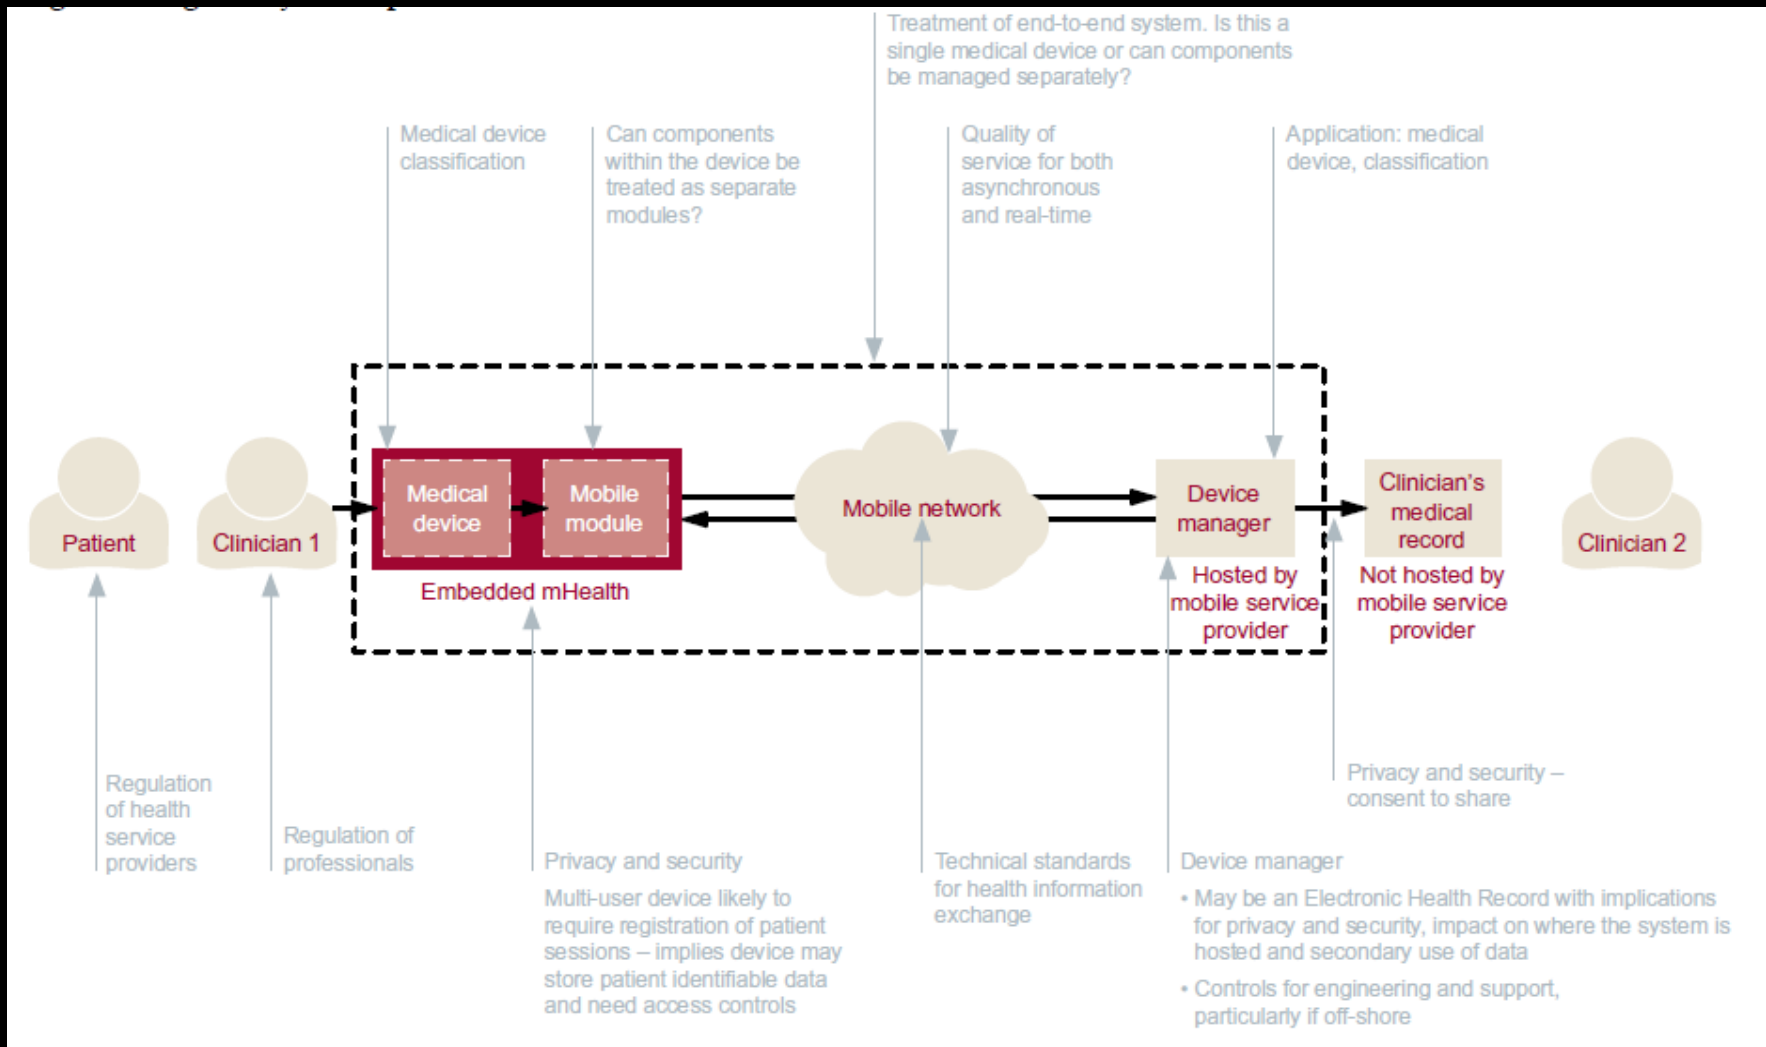 Treatment of end-to-end system. Is this a
single medical device or can components
be managed separately?
Medical device
classification
Can components
within the device be
treated as separate
modules?
Quality of
service for both
asynchronous
and real-time
Application: medical
device, classification
Patient
Clinician 1
Medical
device
Mobile
module
Embedded mHealth
Mobile network
Device
manager
Hosted by
mobile service
provider
Clinician's
medical
record
Not hosted by
mobile service
provider
Clinician 2
Regulation
of health
service
providers
Regulation of
professionals
Privacy and security
Multi-user device likely to
require registration of patient
sessions – implies device may
store patient identifiable data
and need access controls
Technical standards
for health information
exchange
Privacy and security –
consent to share
Device manager
• May be an Electronic Health Record with implications
for privacy and security, impact on where the system is
hosted and secondary use of data
• Controls for engineering and support,
particularly if off-shore